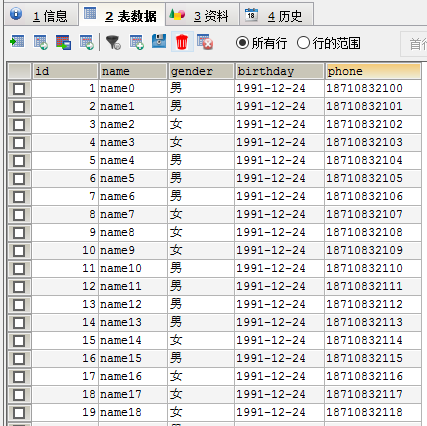 1 信息 2 表数据 3 资料 4 历史
所有行 行的范围 首行
id name gender birthday phone
1 name0 男 1991-12-24 18710832100
2 name1 男 1991-12-24 18710832101
3 name2 女 1991-12-24 18710832102
4 name3 女 1991-12-24 18710832103
5 name4 男 1991-12-24 18710832104
6 name5 男 1991-12-24 18710832105
7 name6 男 1991-12-24 18710832106
8 name7 女 1991-12-24 18710832107
9 name8 女 1991-12-24 18710832108
10 name9 女 1991-12-24 18710832109
11 name10 男 1991-12-24 18710832110
12 name11 男 1991-12-24 18710832111
13 name12 男 1991-12-24 18710832112
14 name13 男 1991-12-24 18710832113
15 name14 女 1991-12-24 18710832114
16 name15 男 1991-12-24 18710832115
17 name16 女 1991-12-24 18710832116
18 name17 女 1991-12-24 18710832117
19 name18 女 1991-12-24 18710832118